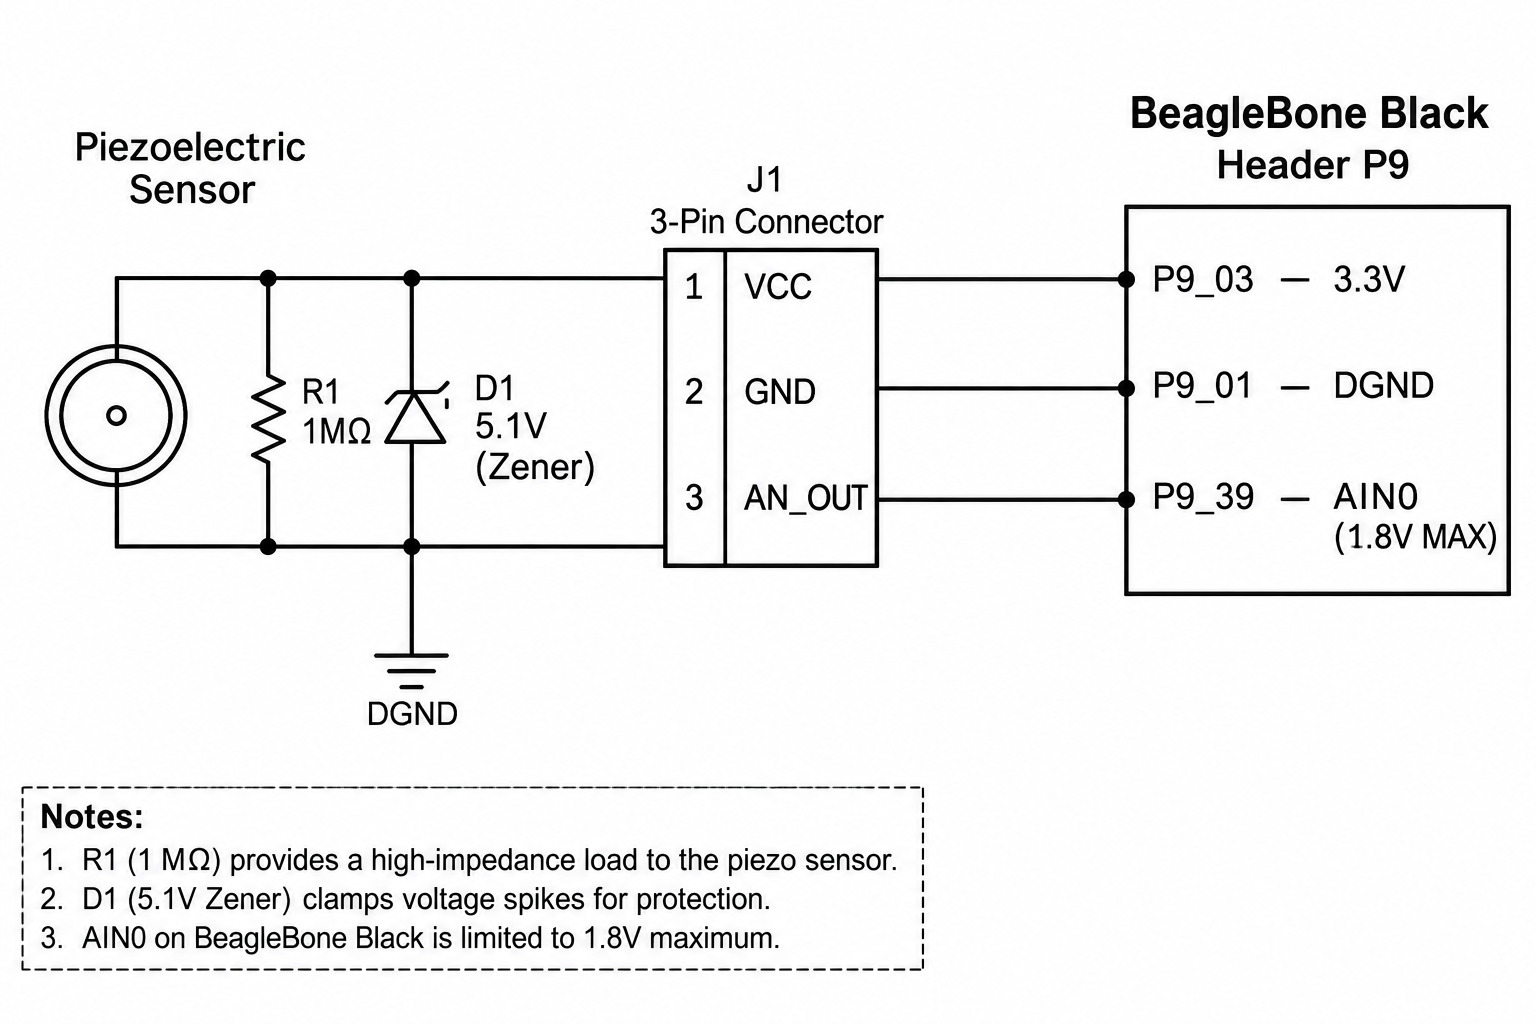 BeagleBone Black
Header P9
Piezoelectric
Sensor
J1
3-Pin Connector
1 VCC
2 GND
3 AN_OUT
P9_03 — 3.3V
P9_01 — DGND
P9_39 — AIN0
(1.8V MAX)
R1
1MΩ
D1
5.1V
(Zener)
DGND
Notes:
1. R1 (1 MΩ) provides a high-impedance load to the piezo sensor.
2. D1 (5.1V Zener) clamps voltage spikes for protection.
3. AIN0 on BeagleBone Black is limited to 1.8V maximum.